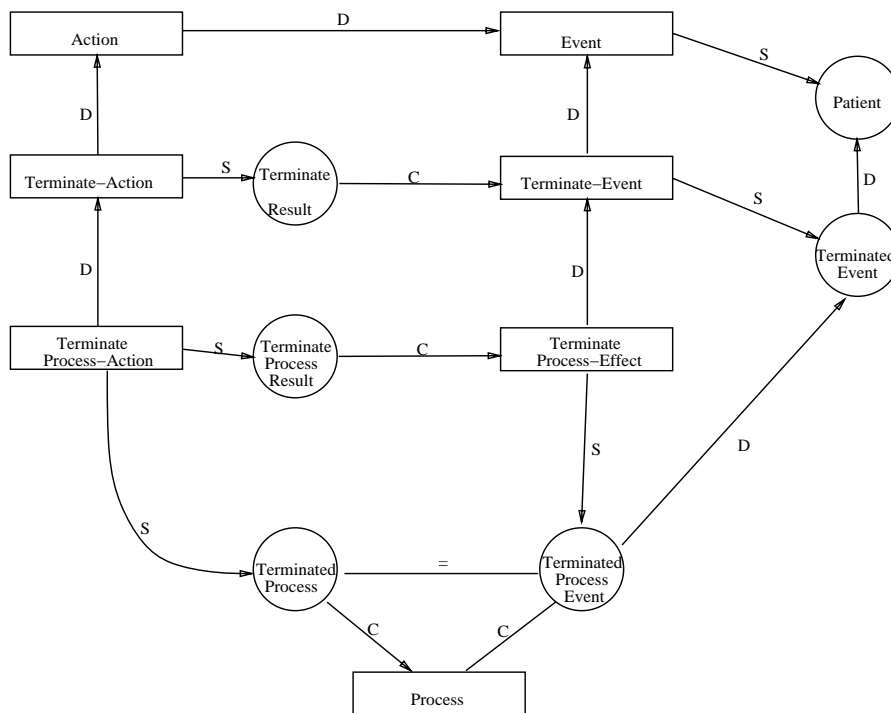 D
Action
Event
S
Patient
D
D
S
Terminate
Result
C
Terminate−Action
Terminate−Event
S
D
D
D
Terminated
Event
Terminate
Process−Action
S
Terminate
Process
Result
C
Terminate
Process−Effect
S
D
S
Terminated
Process
=
Terminated
Process
Event
C
C
Process